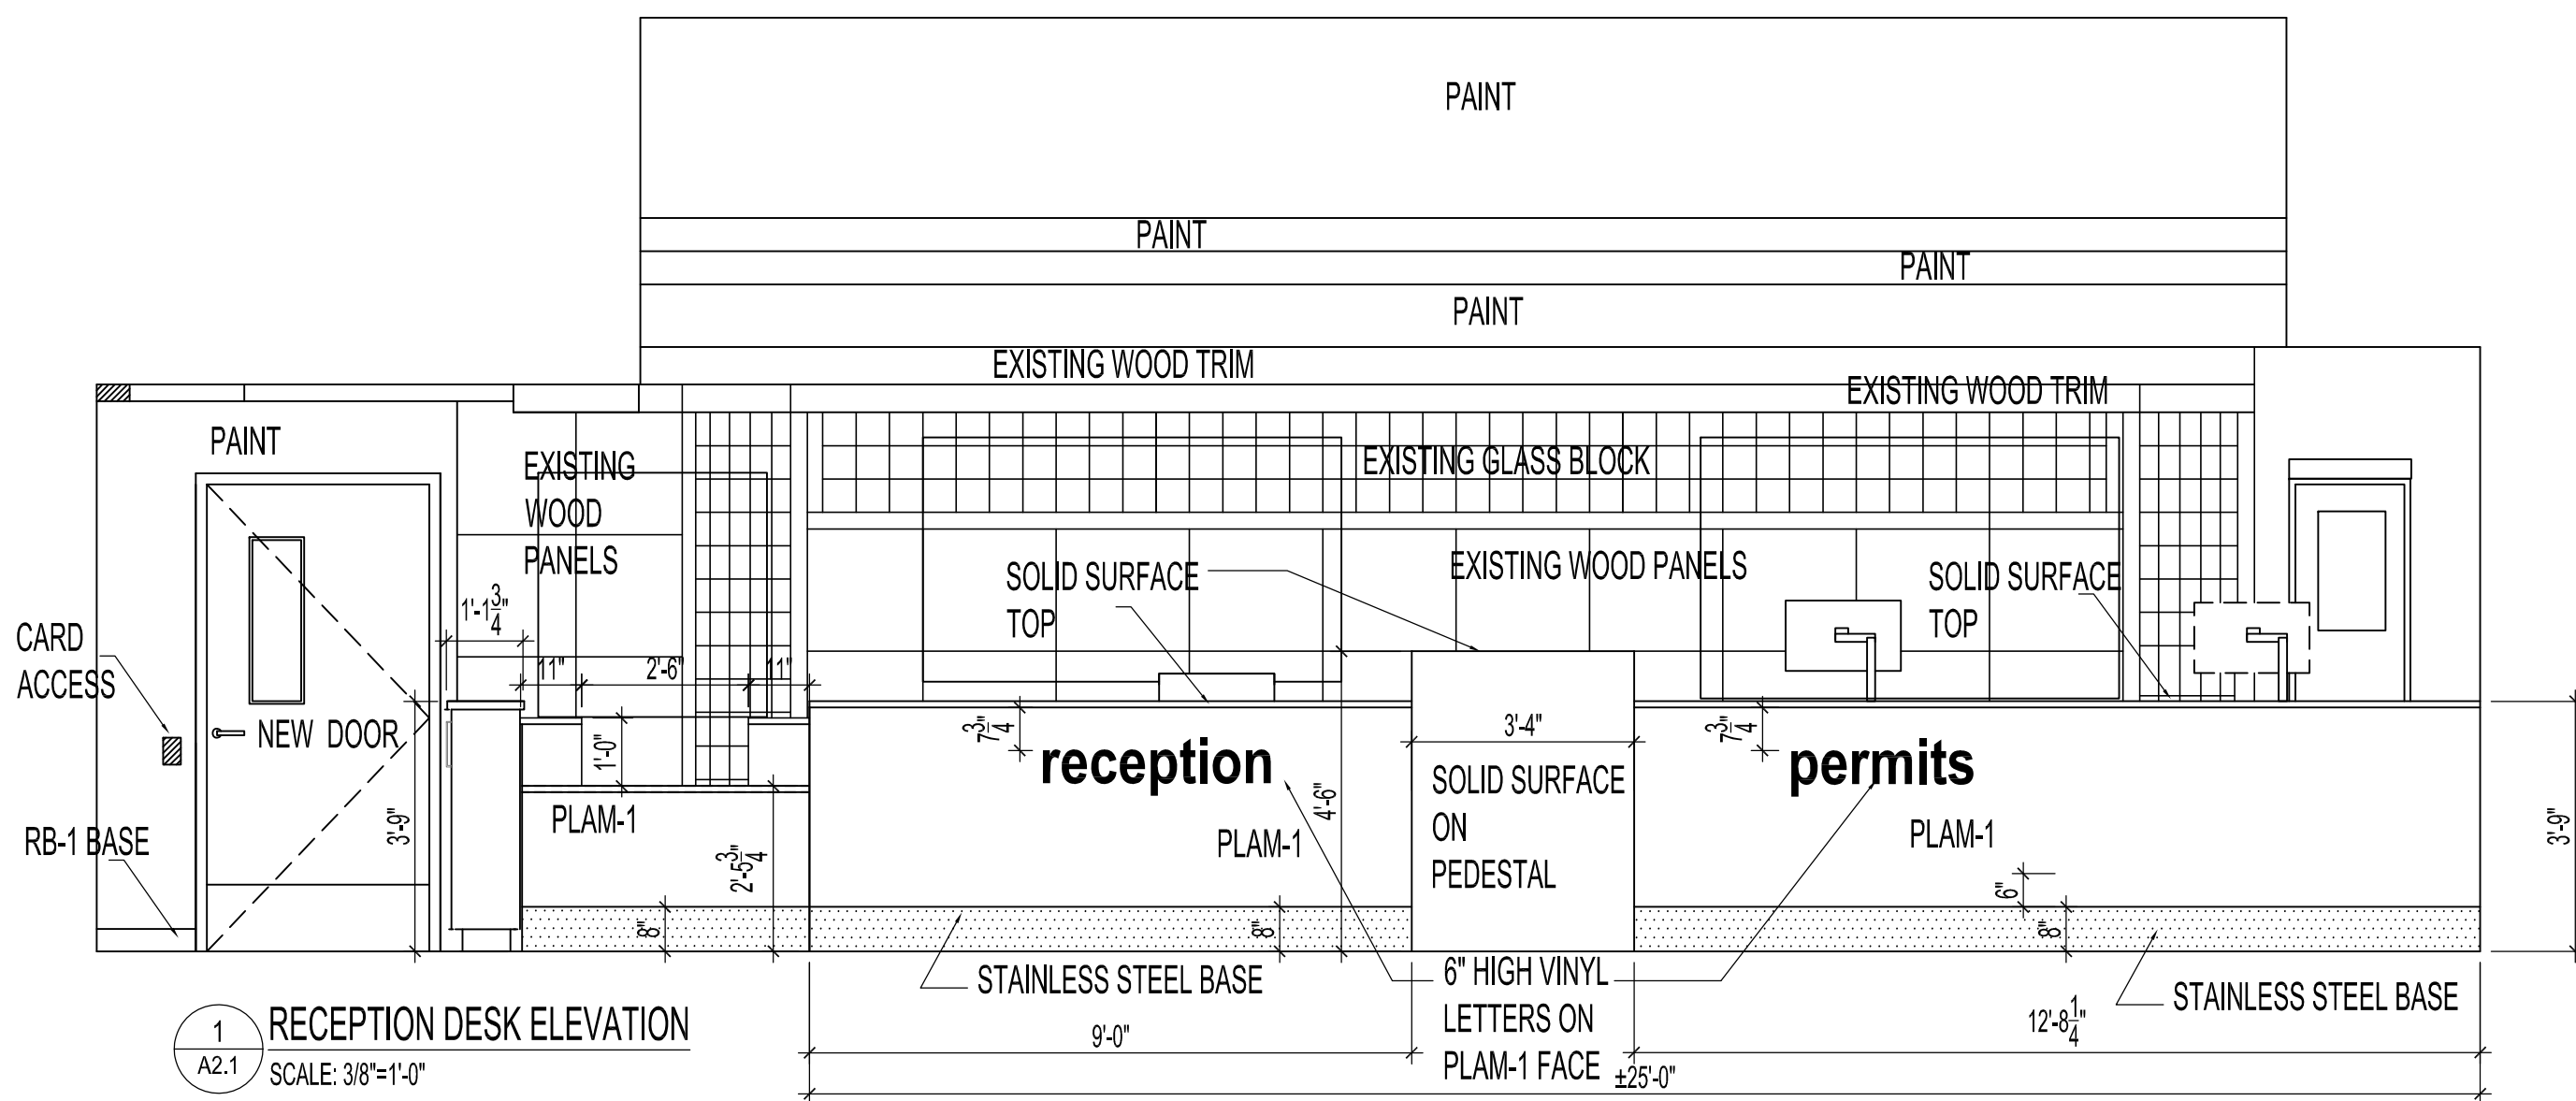 PAINT
PAINT
PAINT
PAINT
EXISTING WOOD TRIM
EXISTING WOOD TRIM
PAINT
EXISTING
WOOD
PANELS
EXISTING GLASS BLOCK
EXISTING WOOD PANELS
SOLID SURFACE
TOP
SOLID SURFACE
TOP
1'-1 3/4"
CARD
ACCESS
11"
2'-6"
11"
NEW DOOR
1'-0"
7 3/4"
reception
3'-4"
7 3/4"
permits
SOLID SURFACE
ON
PEDESTAL
4'-6"
3'-9"
PLAM-1
RB-1 BASE
2'-5 3/4"
PLAM-1
PLAM-1
3'-9"
6"
8"
8"
8"
STAINLESS STEEL BASE
6" HIGH VINYL
LETTERS ON
PLAM-1 FACE
STAINLESS STEEL BASE
9'-0"
12'-8 1/4"
±25'-0"
1
A2.1
RECEPTION DESK ELEVATION
SCALE: 3/8"=1'-0"